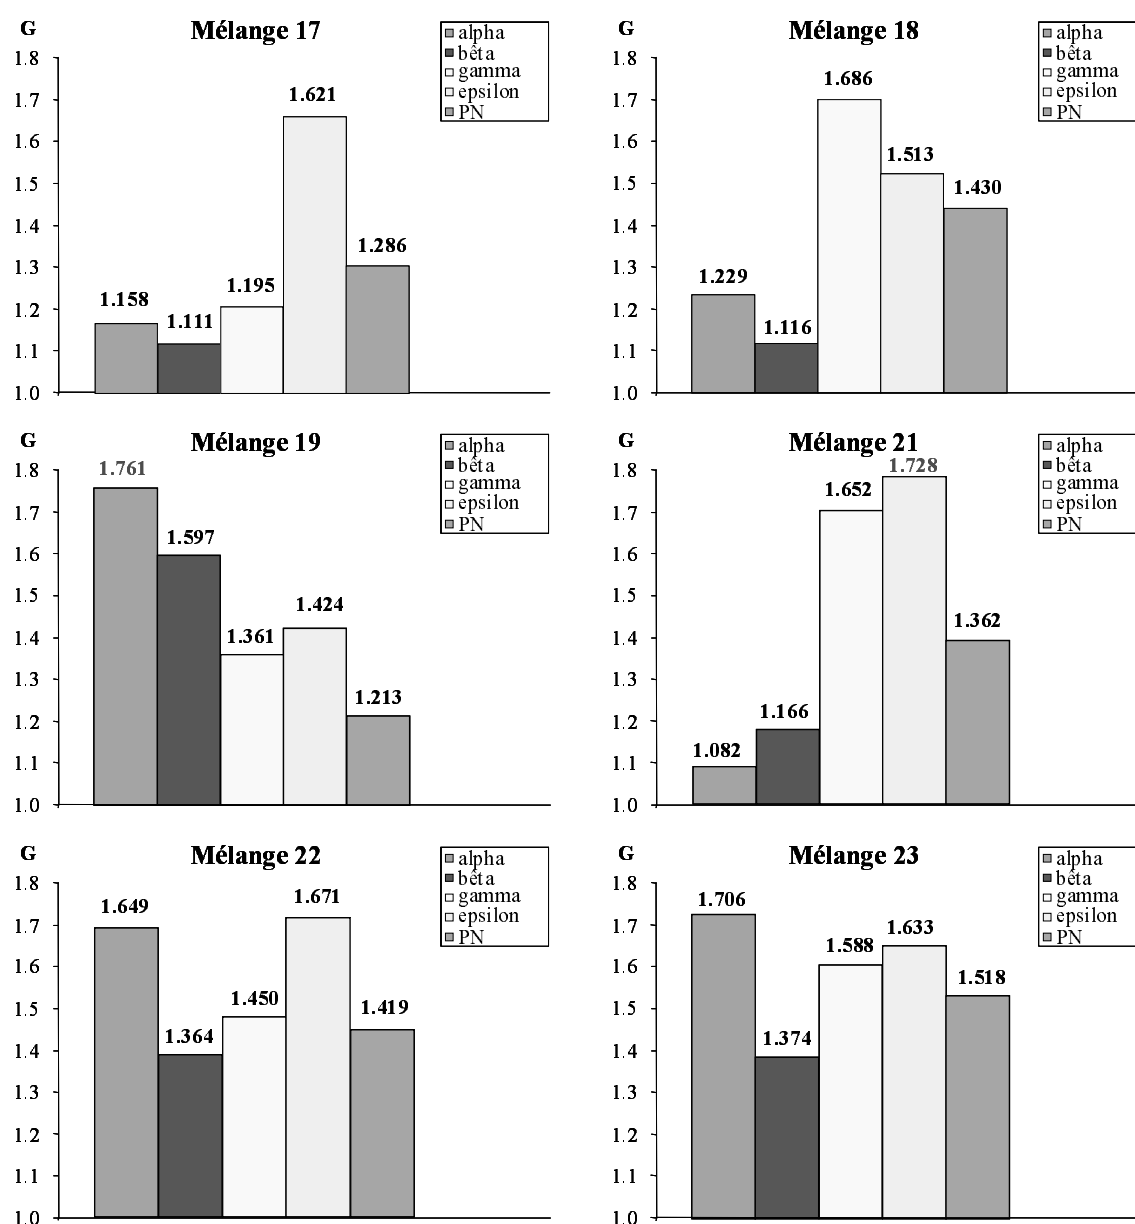 G
Mélange 17
alpha
bêta
gamma
epsilon
PN
1.8
1.7
1.6
1.5
1.4
1.3
1.2
1.1
1.0
1.158
1.111
1.195
1.621
1.286
G
Mélange 18
alpha
bêta
gamma
epsilon
PN
1.8
1.7
1.6
1.5
1.4
1.3
1.2
1.1
1.0
1.229
1.116
1.686
1.513
1.430
G
Mélange 19
alpha
bêta
gamma
epsilon
PN
1.8
1.7
1.6
1.5
1.4
1.3
1.2
1.1
1.0
1.761
1.597
1.361
1.424
1.213
G
Mélange 21
alpha
bêta
gamma
epsilon
PN
1.8
1.7
1.6
1.5
1.4
1.3
1.2
1.1
1.0
1.082
1.166
1.652
1.728
1.362
G
Mélange 22
alpha
bêta
gamma
epsilon
PN
1.8
1.7
1.6
1.5
1.4
1.3
1.2
1.1
1.0
1.649
1.364
1.450
1.671
1.419
G
Mélange 23
alpha
bêta
gamma
epsilon
PN
1.8
1.7
1.6
1.5
1.4
1.3
1.2
1.1
1.0
1.706
1.374
1.588
1.633
1.518